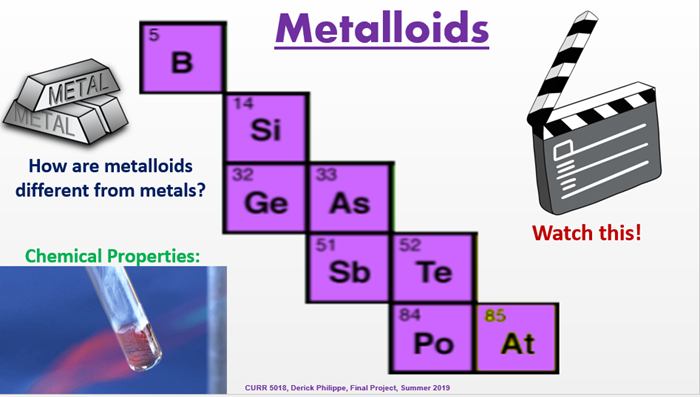 Metalloids
5
B
METAL
METAL
14
Si
How are metalloids
different from metals?
32
Ge
33
As
Watch this!
51
Sb
52
Te
Chemical Properties:
84
Po
85
At
CURR 5018, Derick Philippe, Final Project, Summer 2019